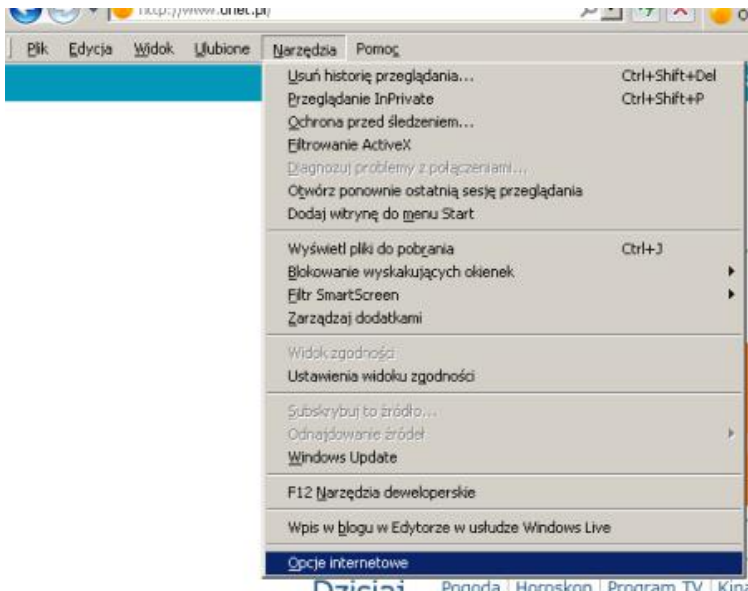 http://www.onet.pl/
Plik Edycja Widok Ulubione Narzędzia Pomoc
Usuń historię przeglądania... Ctrl+Shift+Del
Przeglądanie InPrivate Ctrl+Shift+P
Ochrona przed śledzeniem...
Filtrowanie ActiveX
Diagnozuj problemy z połączeniami...
Otwórz ponownie ostatnią sesję przeglądania
Dodaj witrynę do menu Start
Wyświetl pliki do pobrania Ctrl+J
Blokowanie wyskakujących okienek
Filtr SmartScreen
Zarządzaj dodatkami
Widok zgodności
Ustawienia widoku zgodności
Subskrybuj to źródło...
Odnajdowanie źródeł
Windows Update
F12 Narzędzia deweloperskie
Wpis w blogu w Edytorze w usłudze Windows Live
Opcje internetowe
Dzisiaj Pogoda | Horoskop | Program TV |